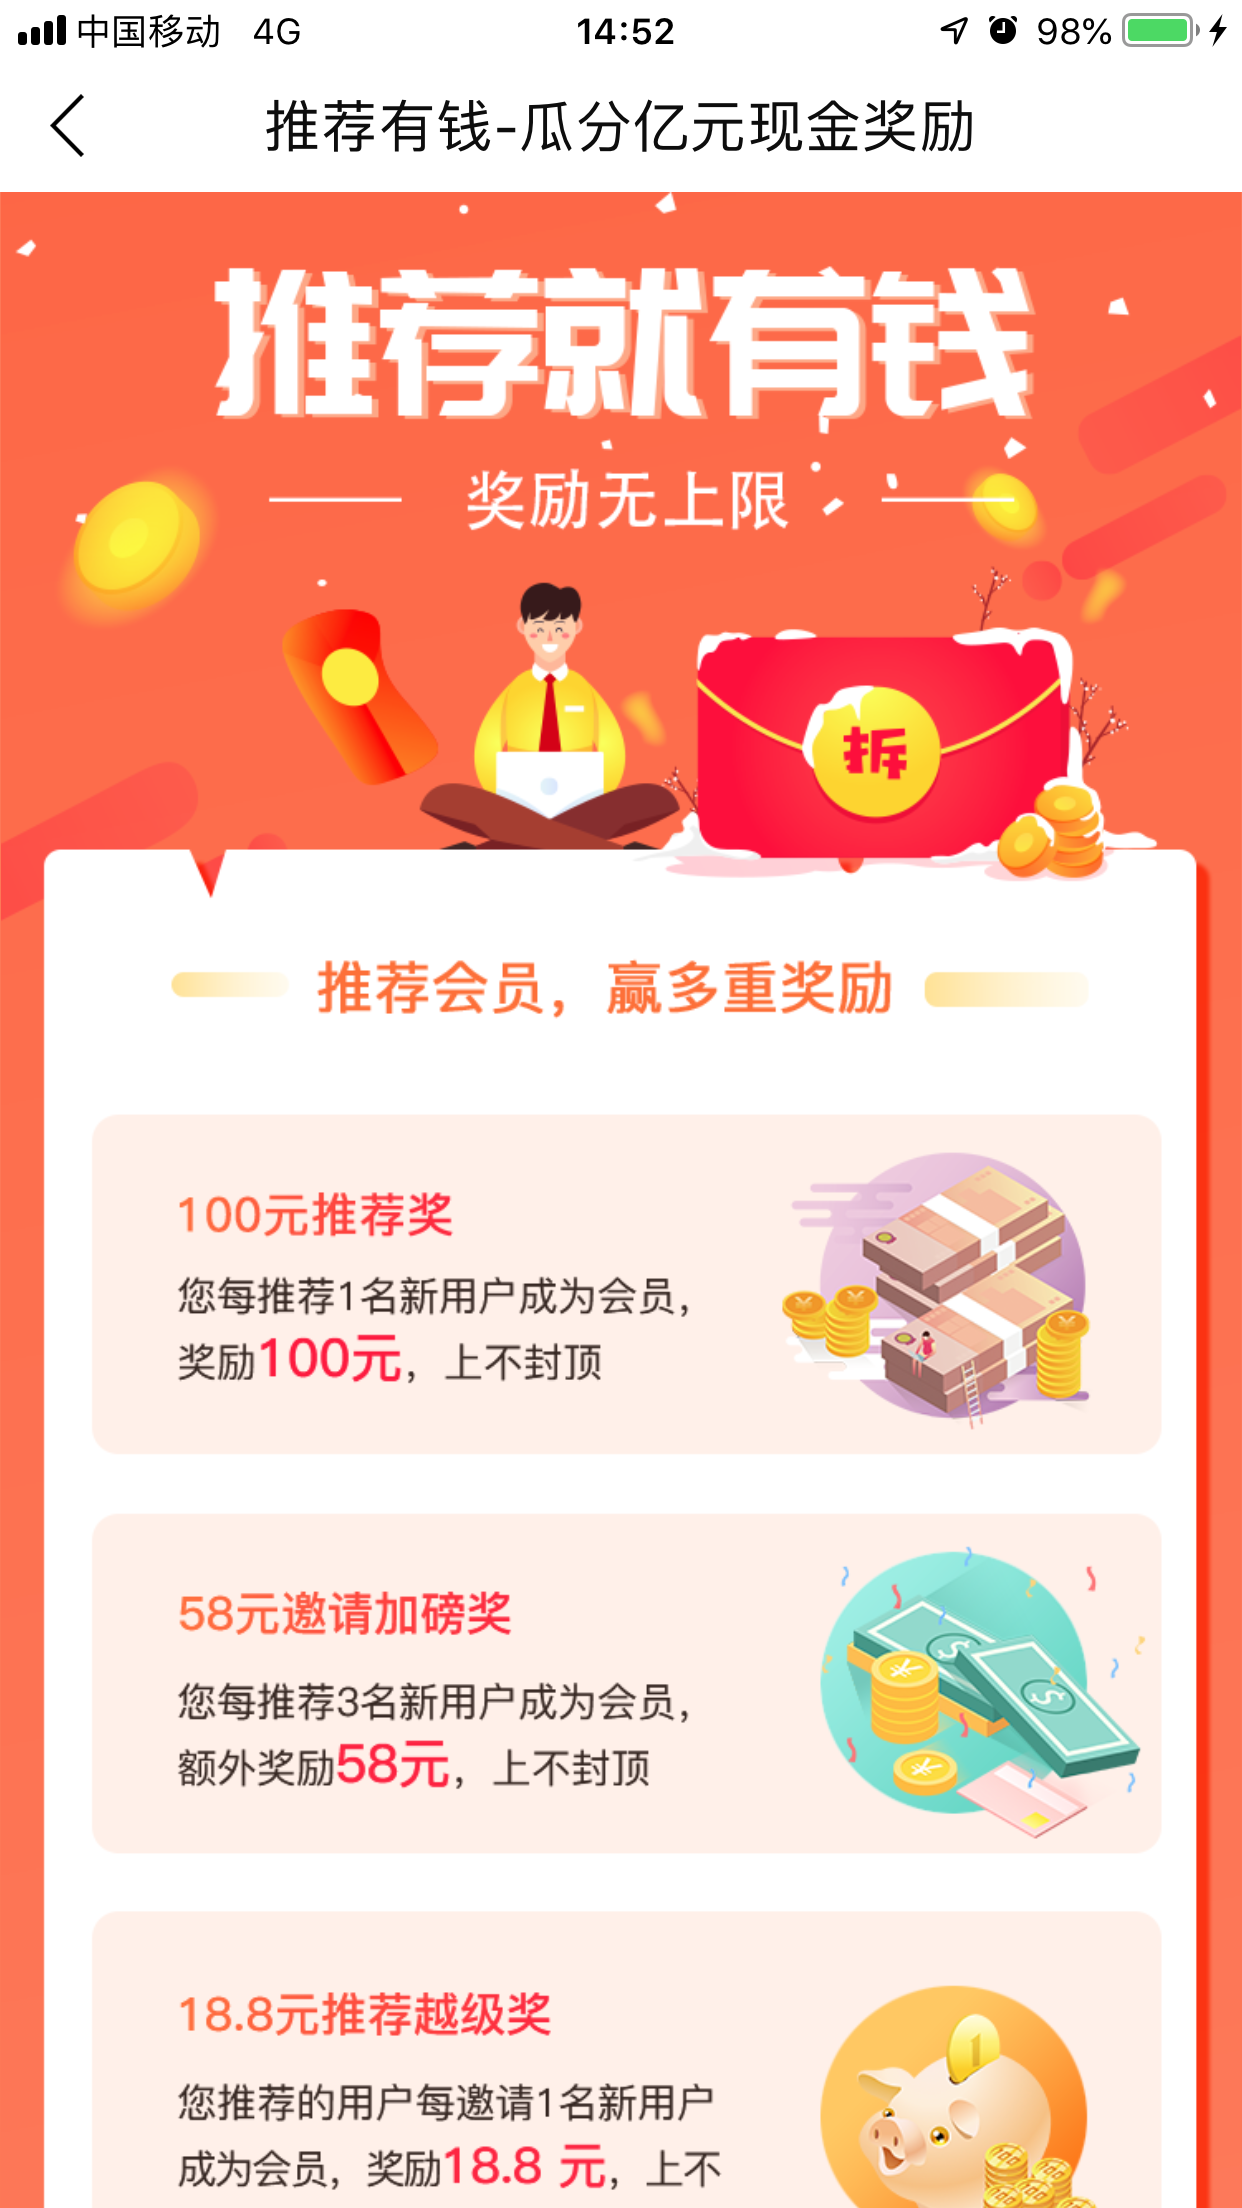 中国移动 4G 14:52 98%
推荐有钱-瓜分亿元现金奖励
推荐就有钱
奖励无上限
拆
推荐会员，赢多重奖励
100元推荐奖
您每推荐1名新用户成为会员，
奖励100元，上不封顶
58元邀请加磅奖
您每推荐3名新用户成为会员，
额外奖励58元，上不封顶
18.8元推荐越级奖
您推荐的用户每邀请1名新用户
成为会员，奖励18.8 元，上不